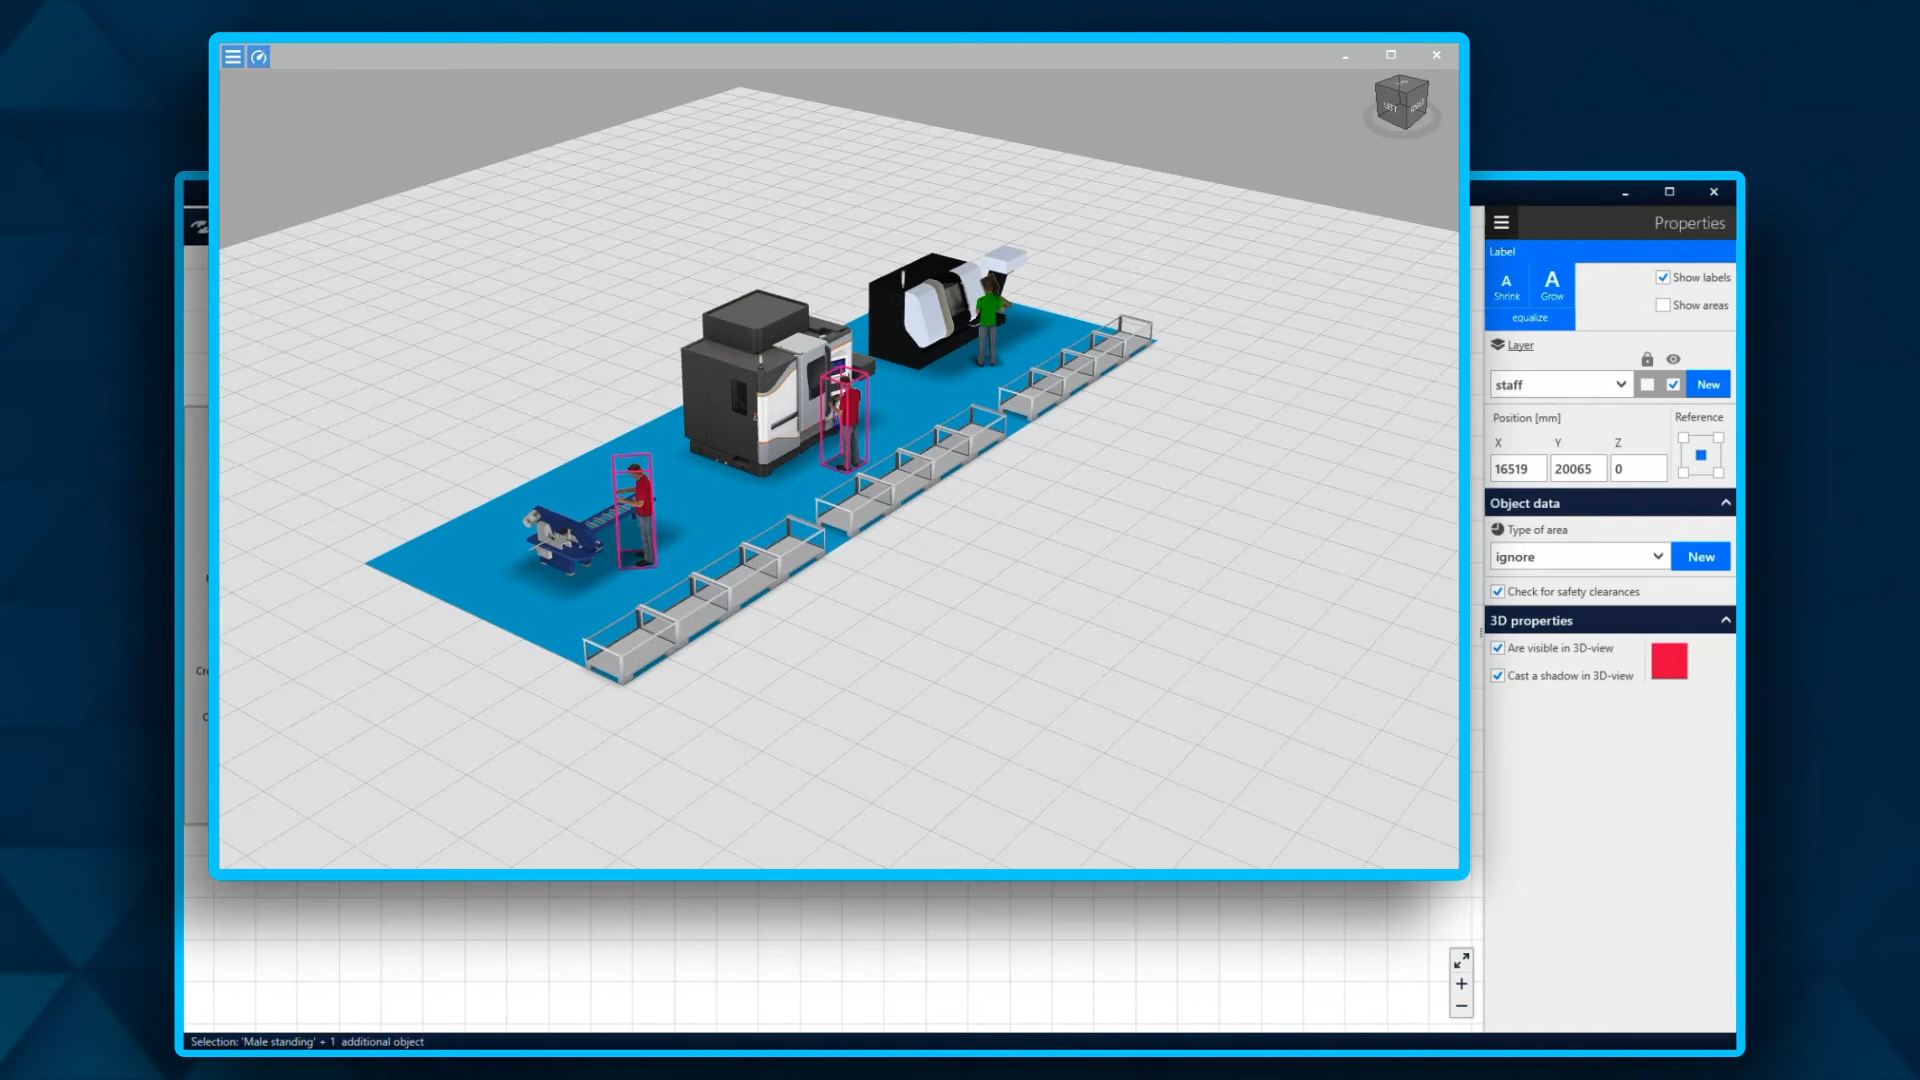 LEFT
Properties
Label
A
Shrink
A
Grow
equalize
Show labels
Show areas
Layer
staff
New
Position [mm]
Reference
X
Y
Z
16519
20065
0
Object data
Type of area
ignore
New
Check for safety clearances
3D properties
Are visible in 3D-view
Cast a shadow in 3D-view
Selection: 'Male standing' + 1 additional object